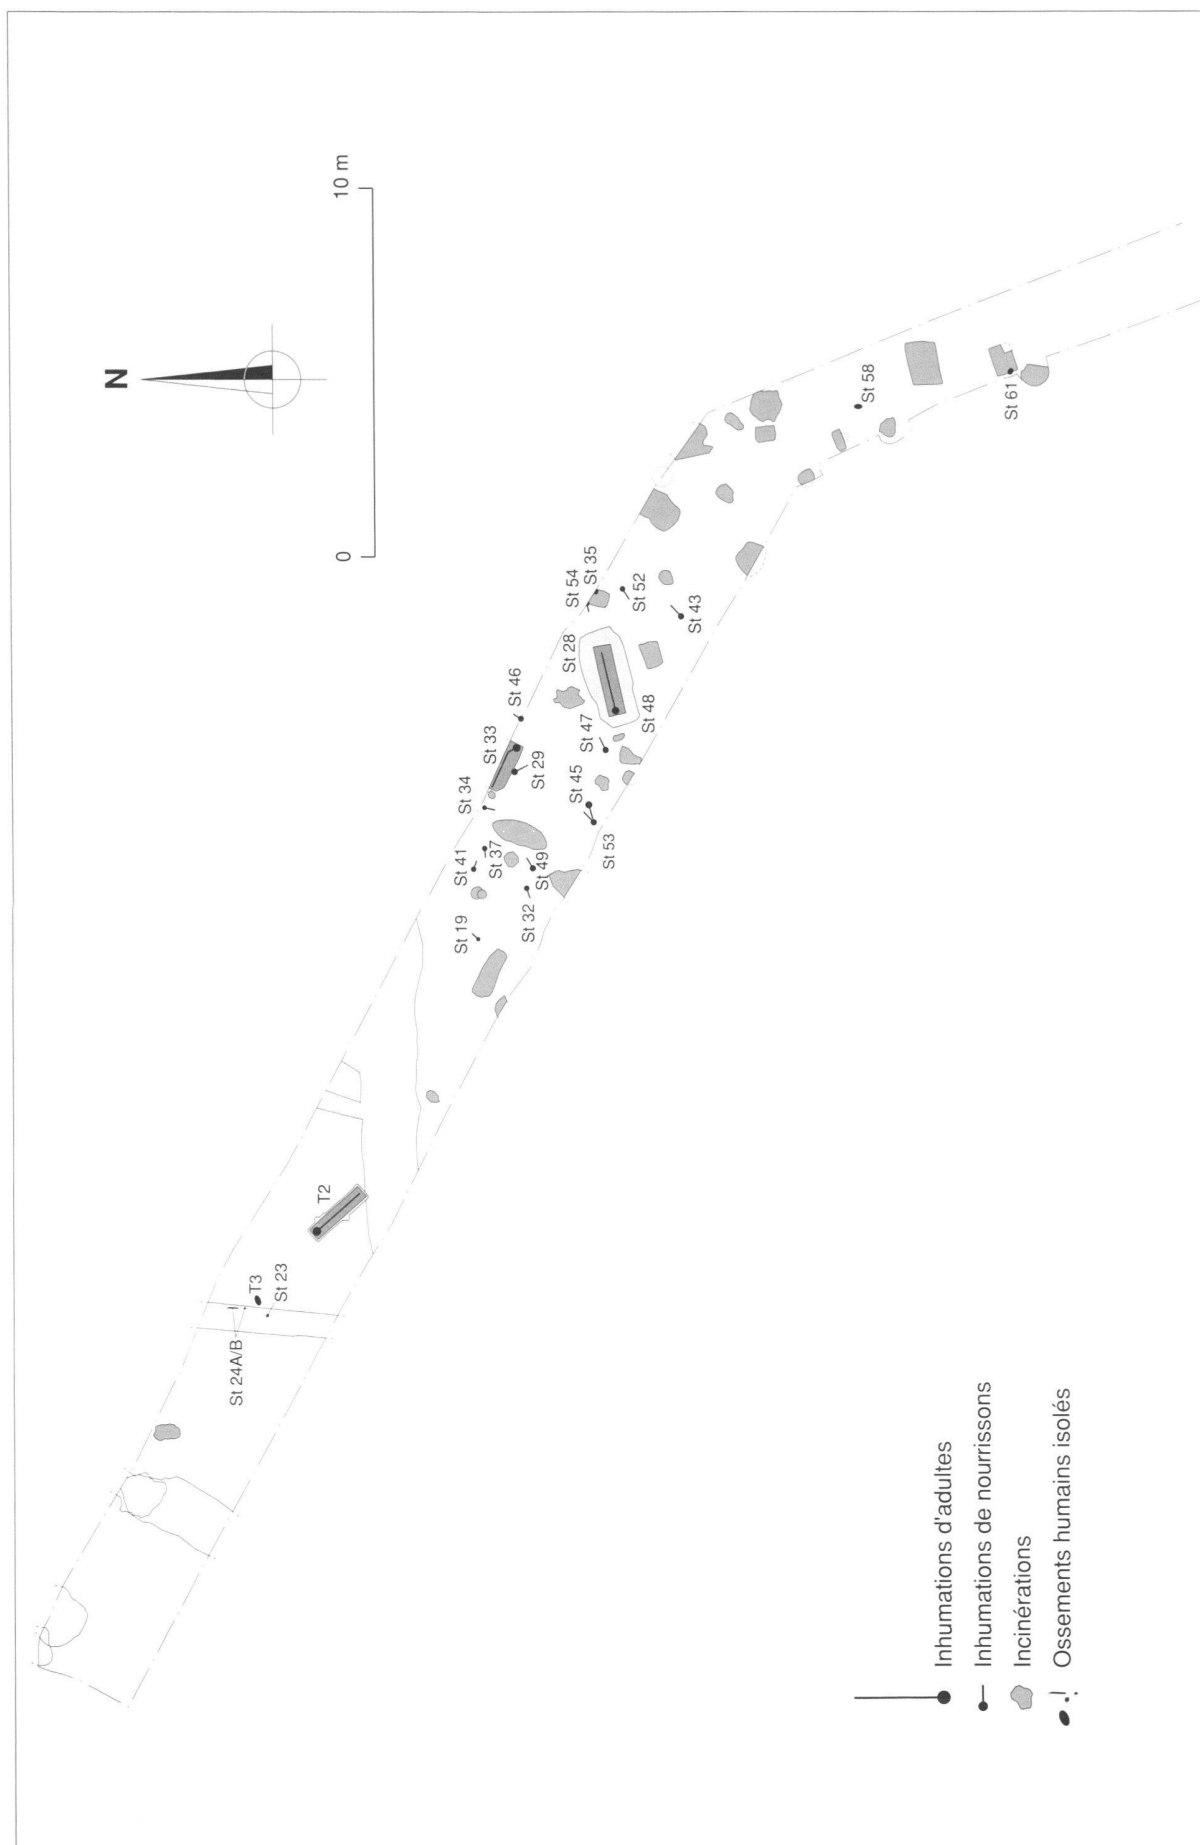 N
0
10 m
St 24A/B
T3
St 23
T2
St 19
St 41
St 37
St 34
St 32
St 49
St 33
St 29
St 46
St 53
St 45
St 47
St 48
St 28
St 54
St 35
St 52
St 43
St 58
St 61
Inhumations d'adultes
Inhumations de nourrissons
Incinérations
Ossements humains isolés